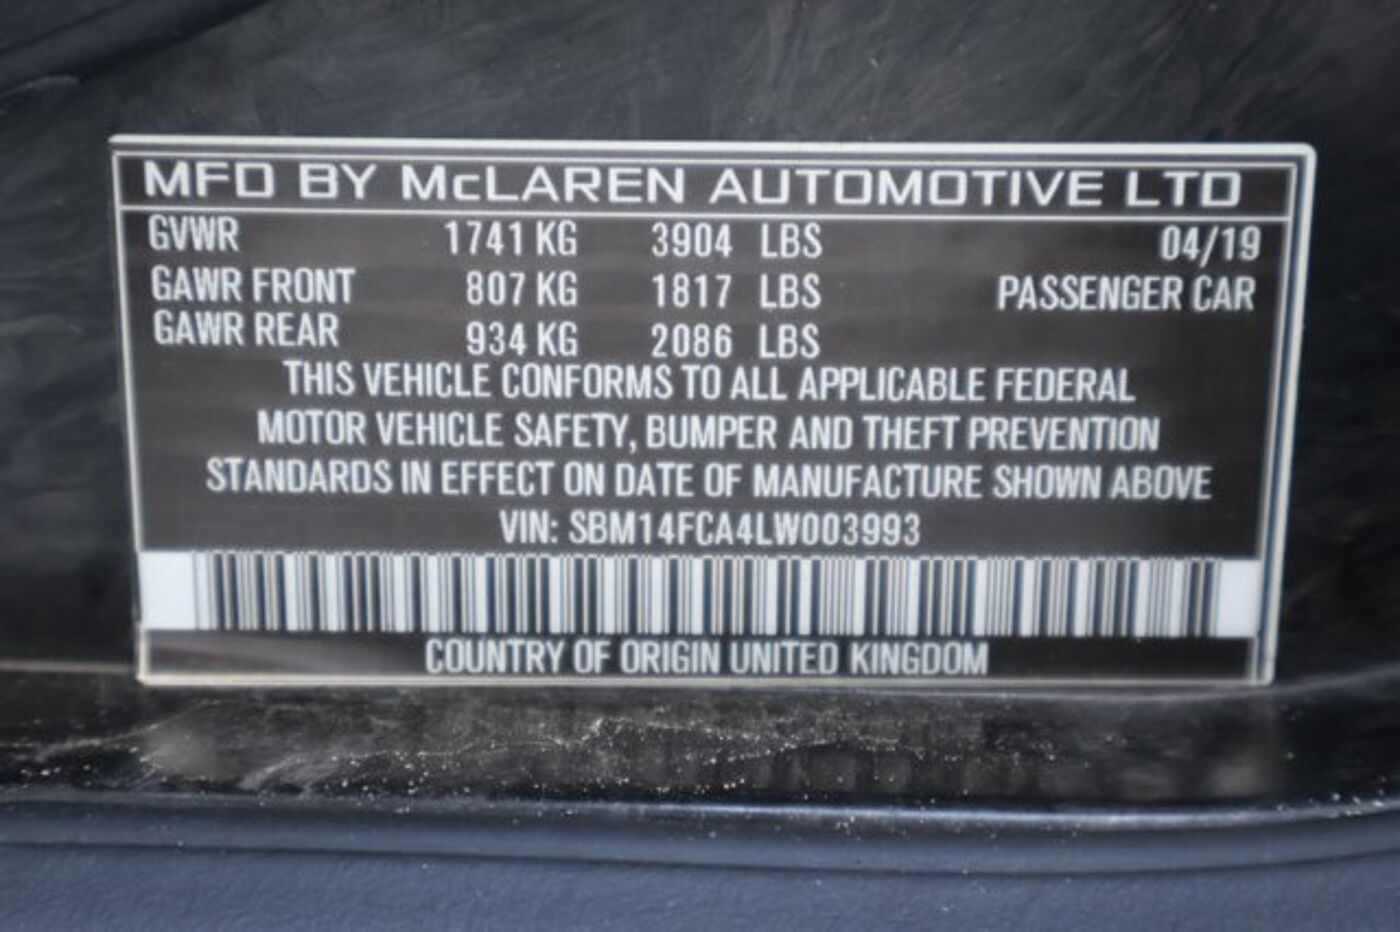 MFD BY McLAREN AUTOMOTIVE LTD
GVWR 1741 KG 3904 LBS 04/19
GAWR FRONT 807 KG 1817 LBS PASSENGER CAR
GAWR REAR 934 KG 2086 LBS
THIS VEHICLE CONFORMS TO ALL APPLICABLE FEDERAL
MOTOR VEHICLE SAFETY, BUMPER AND THEFT PREVENTION
STANDARDS IN EFFECT ON DATE OF MANUFACTURE SHOWN ABOVE
VIN: SBM14FCA4LW003993
COUNTRY OF ORIGIN UNITED KINGDOM